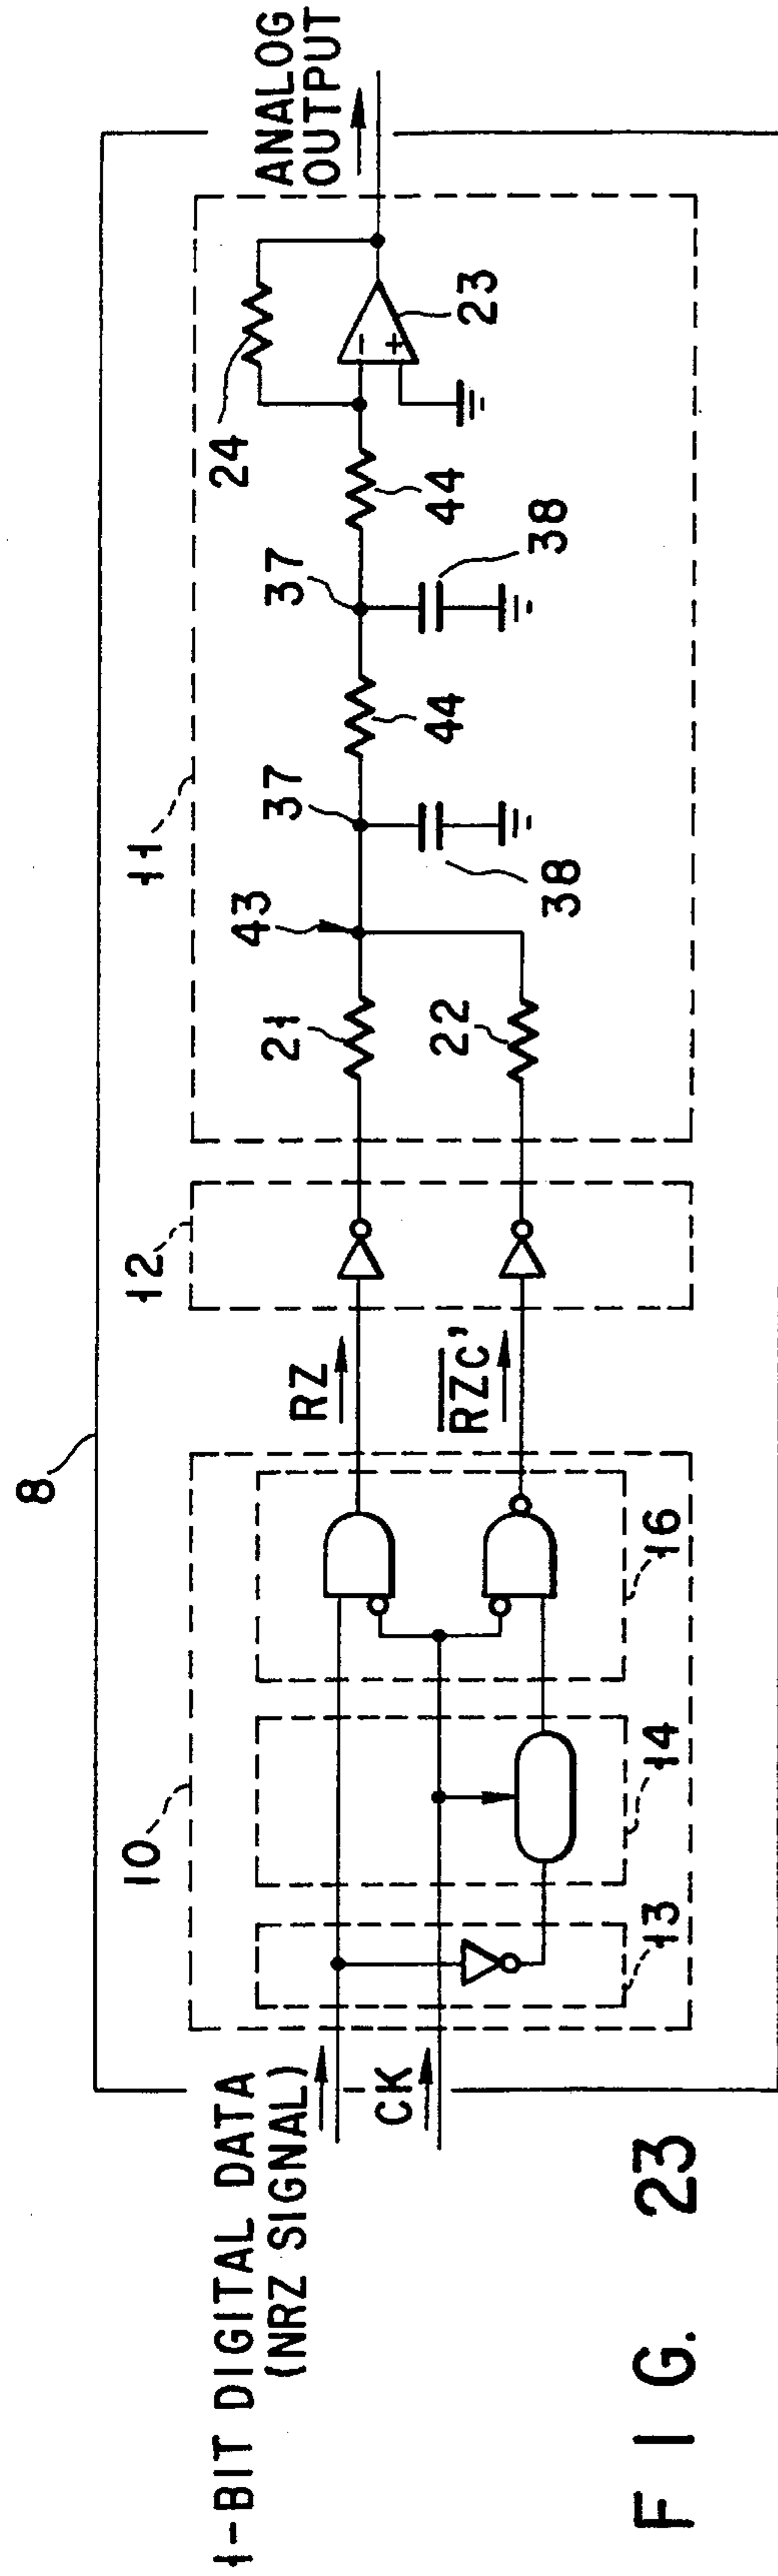 8
1-BIT DIGITAL DATA
(NRZ SIGNAL)
CK
10
13
14
16
RZ
RZC'
12
11
21
22
43
37
38
44
37
38
44
24
-
+
23
ANALOG
OUTPUT
FIG. 23